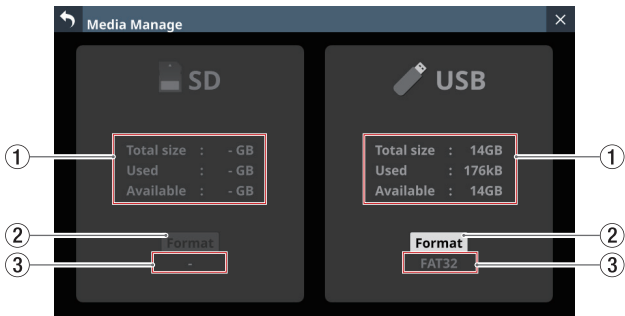 Media Manage
SD
USB
Total size : - GB
Used : - GB
Available : - GB
Total size : 14GB
Used : 176kB
Available : 14GB
1
1
Format
Format
2
2
-
FAT32
3
3